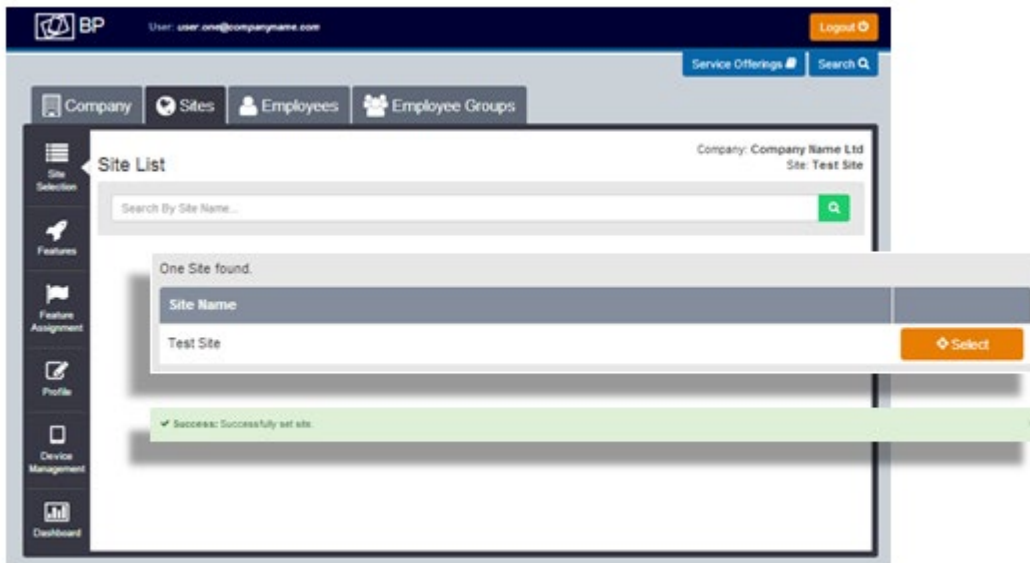 BP
User: user.one@companyname.com
Logout
Service Offerings
Search
Company
Sites
Employees
Employee Groups
Site
Selection
Features
Feature
Assignment
Profile
Device
Management
Dashboard
Site List
Company: Company Name Ltd
Site: Test Site
Search By Site Name...
One Site found.
Site Name
Test Site
Select
Success: Successfully set site.